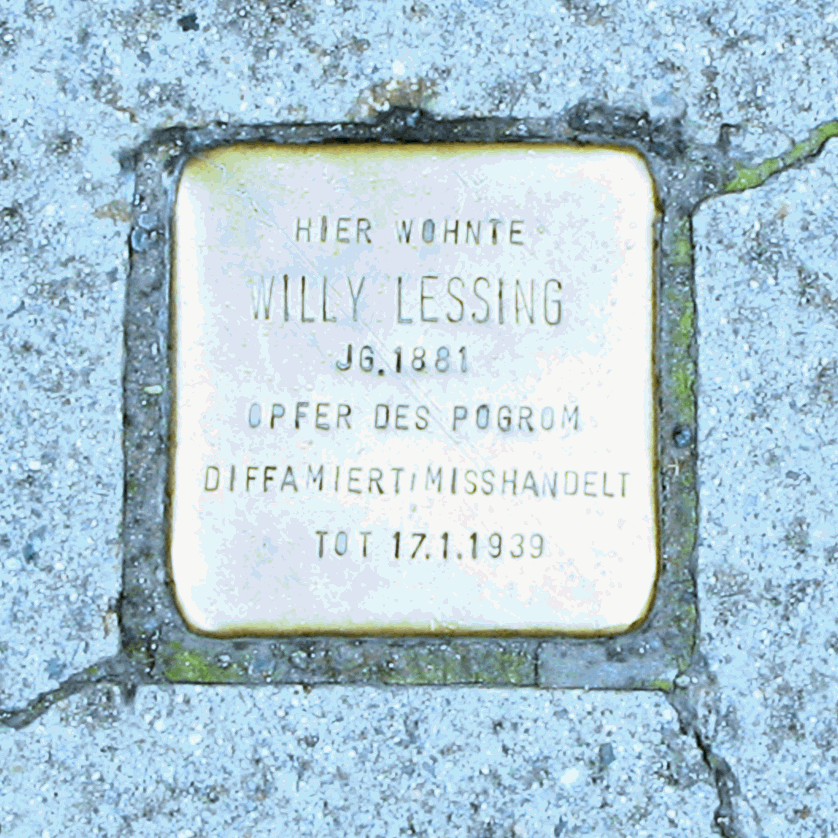 HIER WOHNTE
WILLY LESSING
JG.1881
OPFER DES POGROM
DIFFAMIERT/MISSHANDELT
TOT 17.1.1939